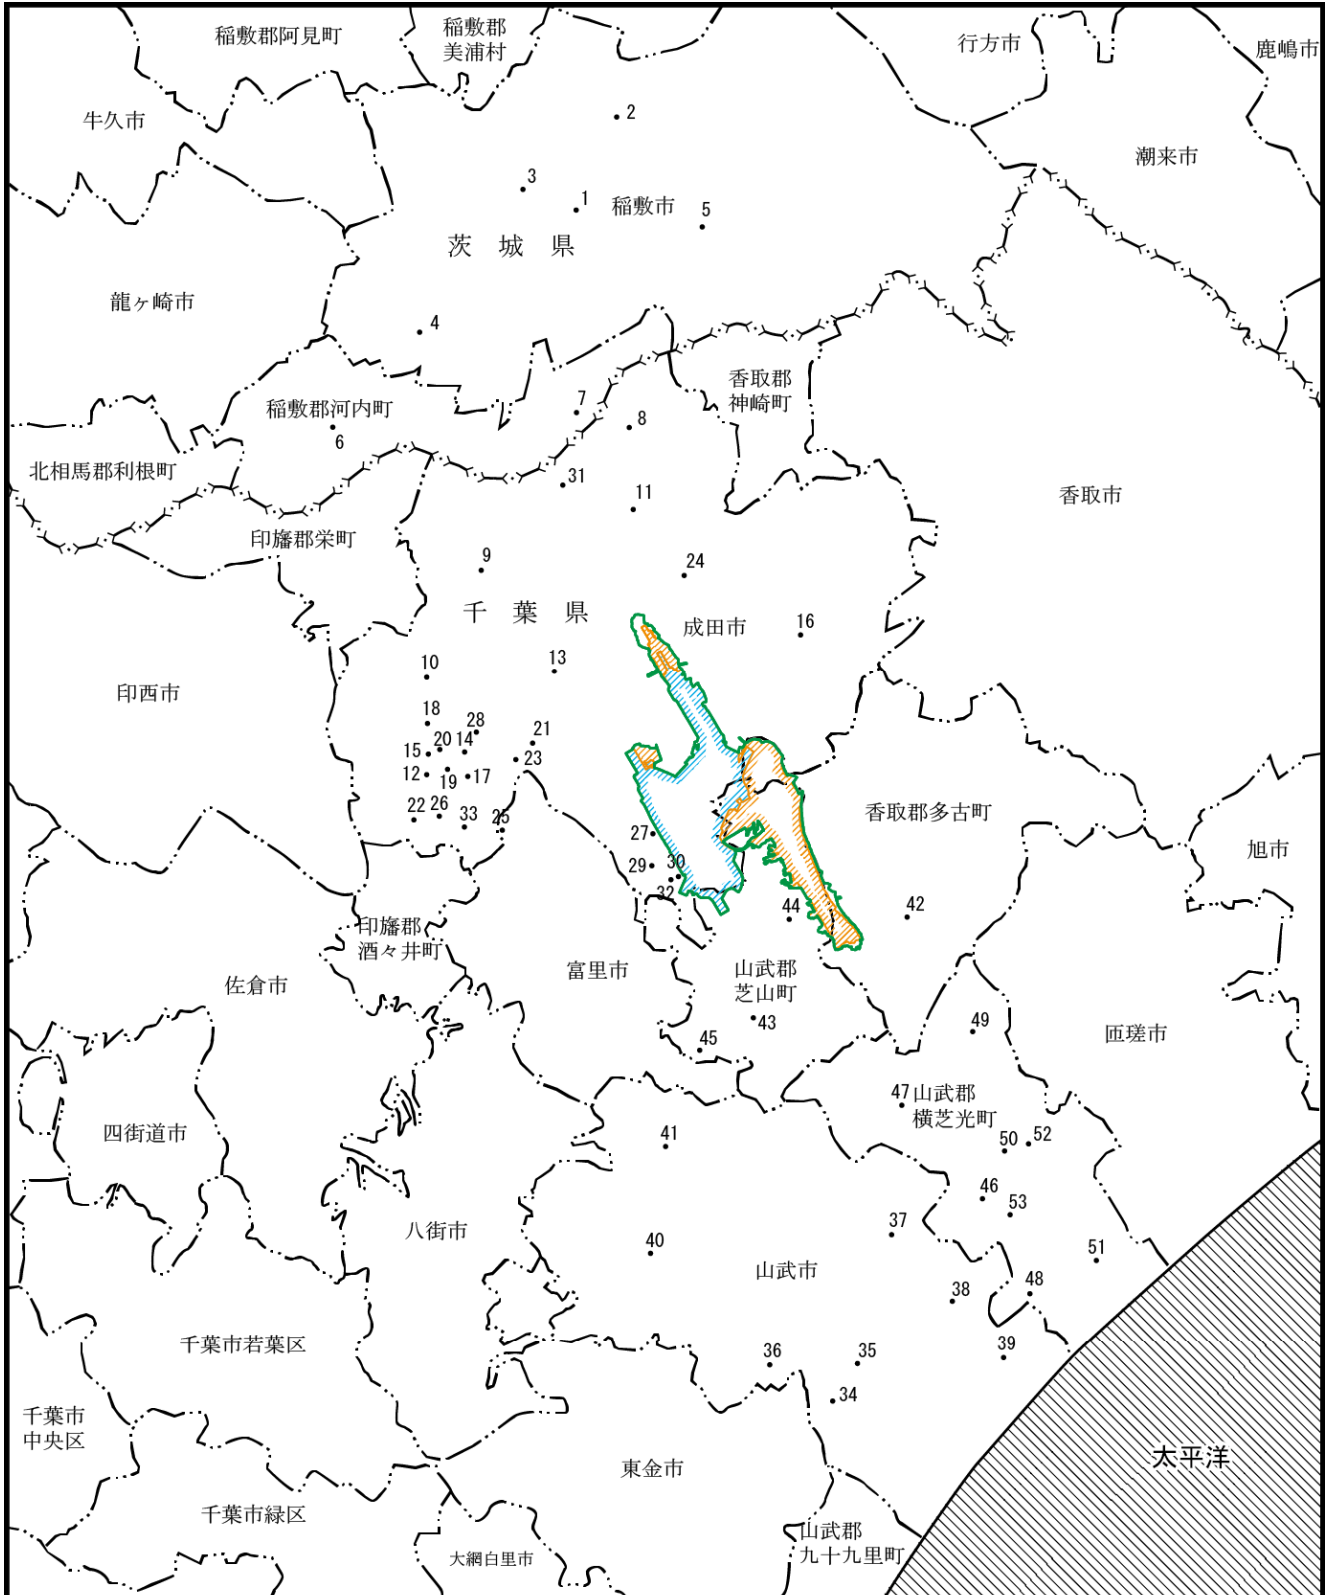 稲敷郡阿見町
稲敷郡
美浦村
行方市
鹿嶋市
牛久市
2
潮来市
3
1
稲敷市
5
茨城県
龍ヶ崎市
4
香取郡
神崎町
稲敷郡河内町
6
7
8
北相馬郡利根町
31
11
香取市
印旛郡栄町
9
24
千葉県
成田市
16
13
10
印西市
18
28
20
14
21
15
23
12
19
17
22
26
33
25
27
香取郡多古町
旭市
29
30
32
44
42
印旛郡
酒々井町
富里市
山武郡
芝山町
佐倉市
43
45
49
匝瑳市
47
山武郡
横芝光町
四街道市
41
50
52
46
53
八街市
37
40
51
山武市
38
48
千葉市若葉区
36
35
39
34
千葉市
中央区
東金市
太平洋
千葉市緑区
山武郡
九十九里町
大網白里市